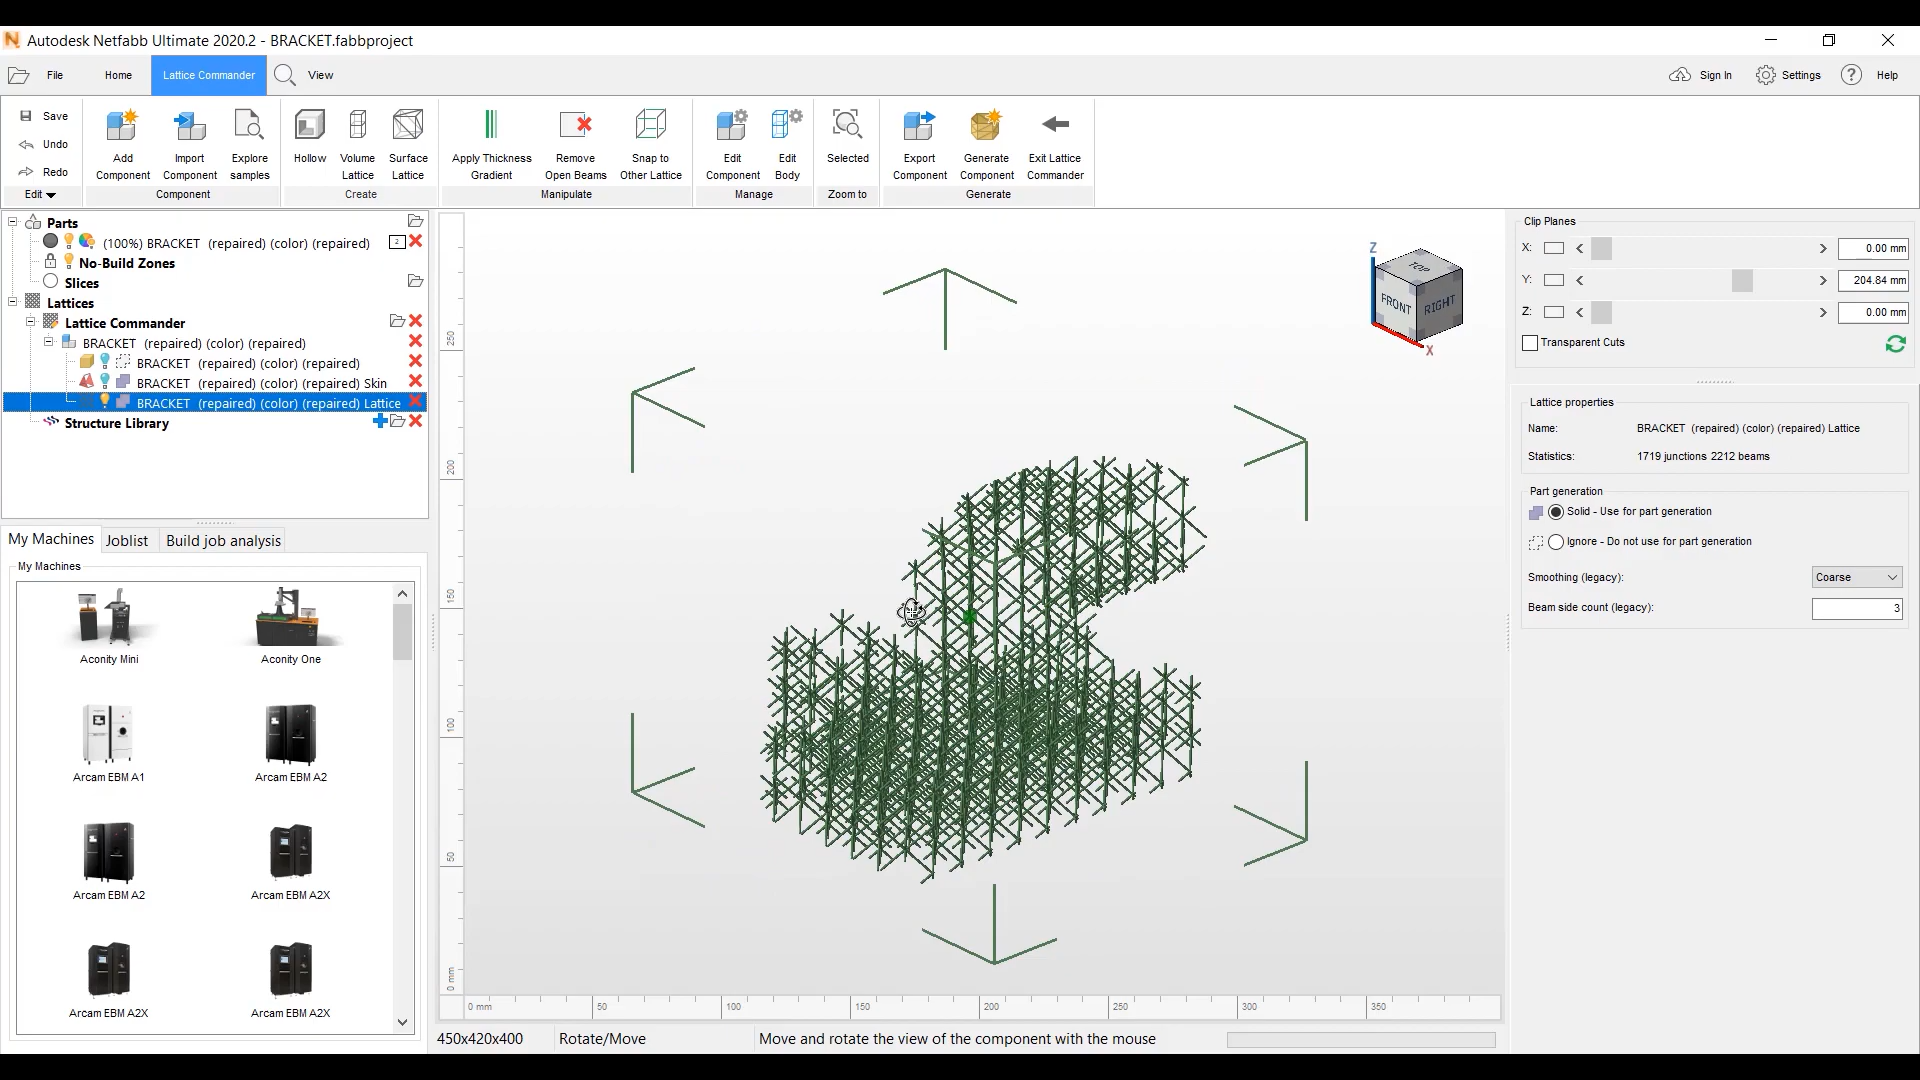 Autodesk Netfabb Ultimate 2020.2 - BRACKET.fabbproject
File Home Lattice Commander View Sign In Settings Help
Save
Undo
Redo
Edit
Add Component
Import Component
Explore samples
Component
Hollow
Volume Lattice
Surface Lattice
Create
Apply Thickness Gradient
Remove Open Beams
Snap to Other Lattice
Manipulate
Edit Component
Edit Body
Manage
Selected
Zoom to
Export Component
Generate Component
Exit Lattice Commander
Generate
Parts
(100%) BRACKET (repaired) (color) (repaired) 2
No-Build Zones
Slices
Lattices
Lattice Commander
BRACKET (repaired) (color) (repaired)
BRACKET (repaired) (color) (repaired)
BRACKET (repaired) (color) (repaired) Skin
BRACKET (repaired) (color) (repaired) Lattice
Structure Library
My Machines Joblist Build job analysis
My Machines
Aconity Mini Aconity One
Arcam EBM A1 Arcam EBM A2
Arcam EBM A2 Arcam EBM A2X
Arcam EBM A2X Arcam EBM A2X
250
200
150
100
50
0 mm
0 mm 50 100 150 200 250 300 350
Z
TOP
FRONT RIGHT
X
450x420x400 Rotate/Move Move and rotate the view of the component with the mouse
Clip Planes
X: 0.00 mm
Y: 204.84 mm
Z: 0.00 mm
Transparent Cuts
Lattice properties
Name: BRACKET (repaired) (color) (repaired) Lattice
Statistics: 1719 junctions 2212 beams
Part generation
Solid - Use for part generation
Ignore - Do not use for part generation
Smoothing (legacy): Coarse
Beam side count (legacy): 3